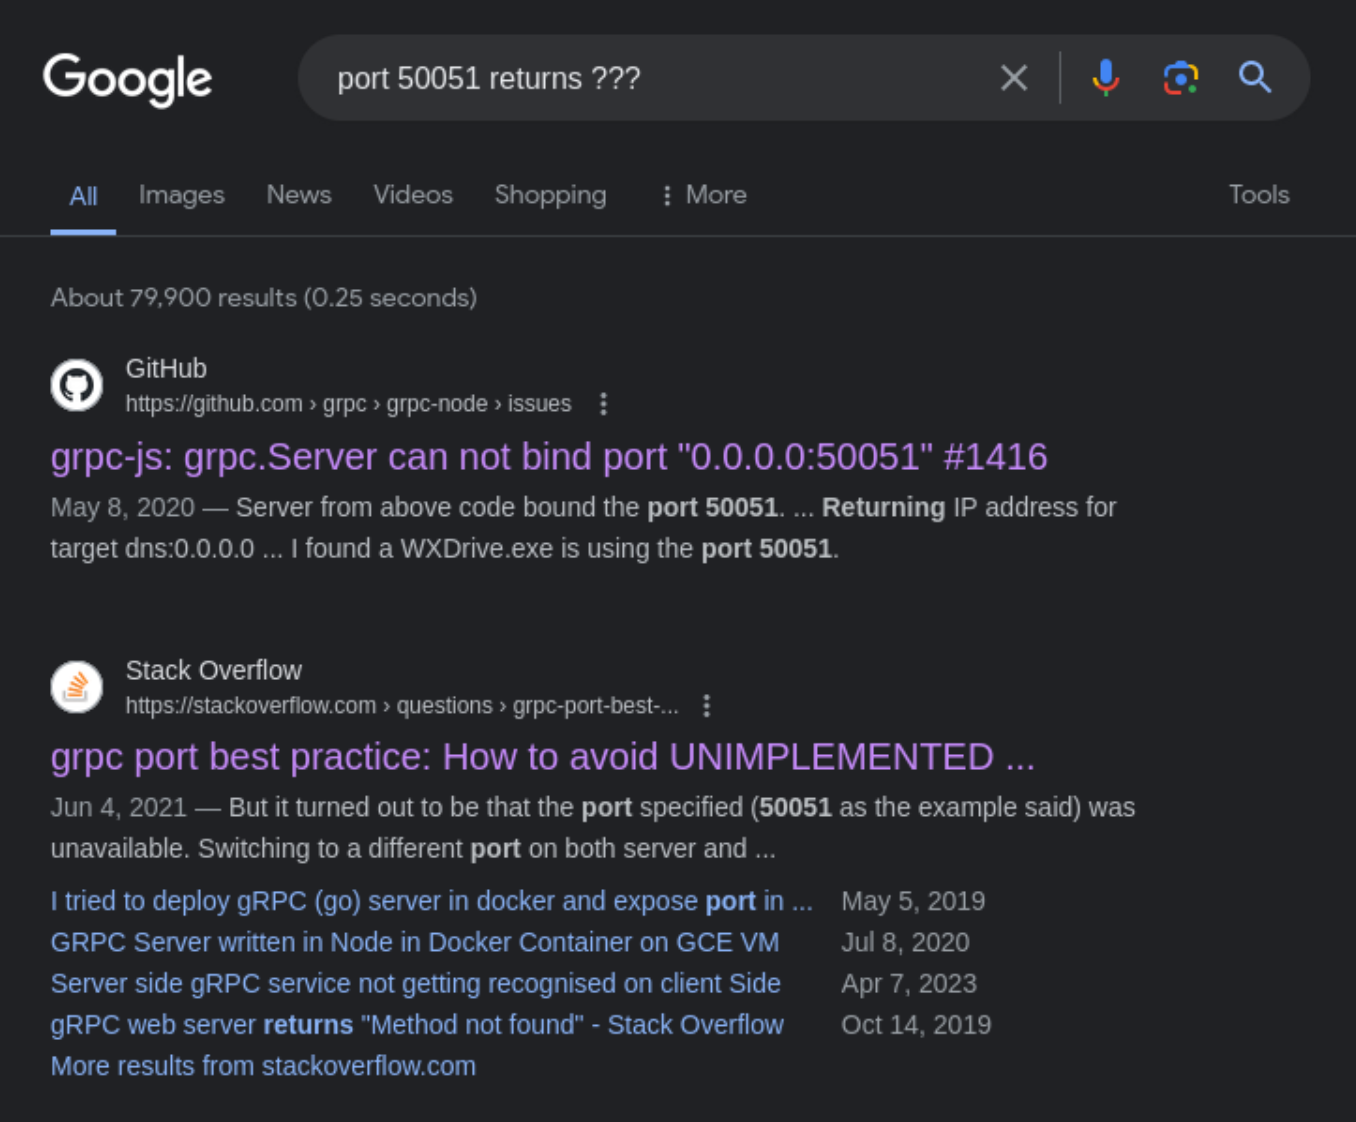 Google
port 50051 returns ???
All Images News Videos Shopping More Tools
About 79,900 results (0.25 seconds)
GitHub
https://github.com › grpc › grpc-node › issues
grpc-js: grpc.Server can not bind port "0.0.0.0:50051" #1416
May 8, 2020 — Server from above code bound the port 50051. ... Returning IP address for
target dns:0.0.0.0 ... I found a WXDrive.exe is using the port 50051.
Stack Overflow
https://stackoverflow.com › questions › grpc-port-best-...
grpc port best practice: How to avoid UNIMPLEMENTED ...
Jun 4, 2021 — But it turned out to be that the port specified (50051 as the example said) was
unavailable. Switching to a different port on both server and ...
I tried to deploy gRPC (go) server in docker and expose port in ... May 5, 2019
GRPC Server written in Node in Docker Container on GCE VM Jul 8, 2020
Server side gRPC service not getting recognised on client Side Apr 7, 2023
gRPC web server returns "Method not found" - Stack Overflow Oct 14, 2019
More results from stackoverflow.com